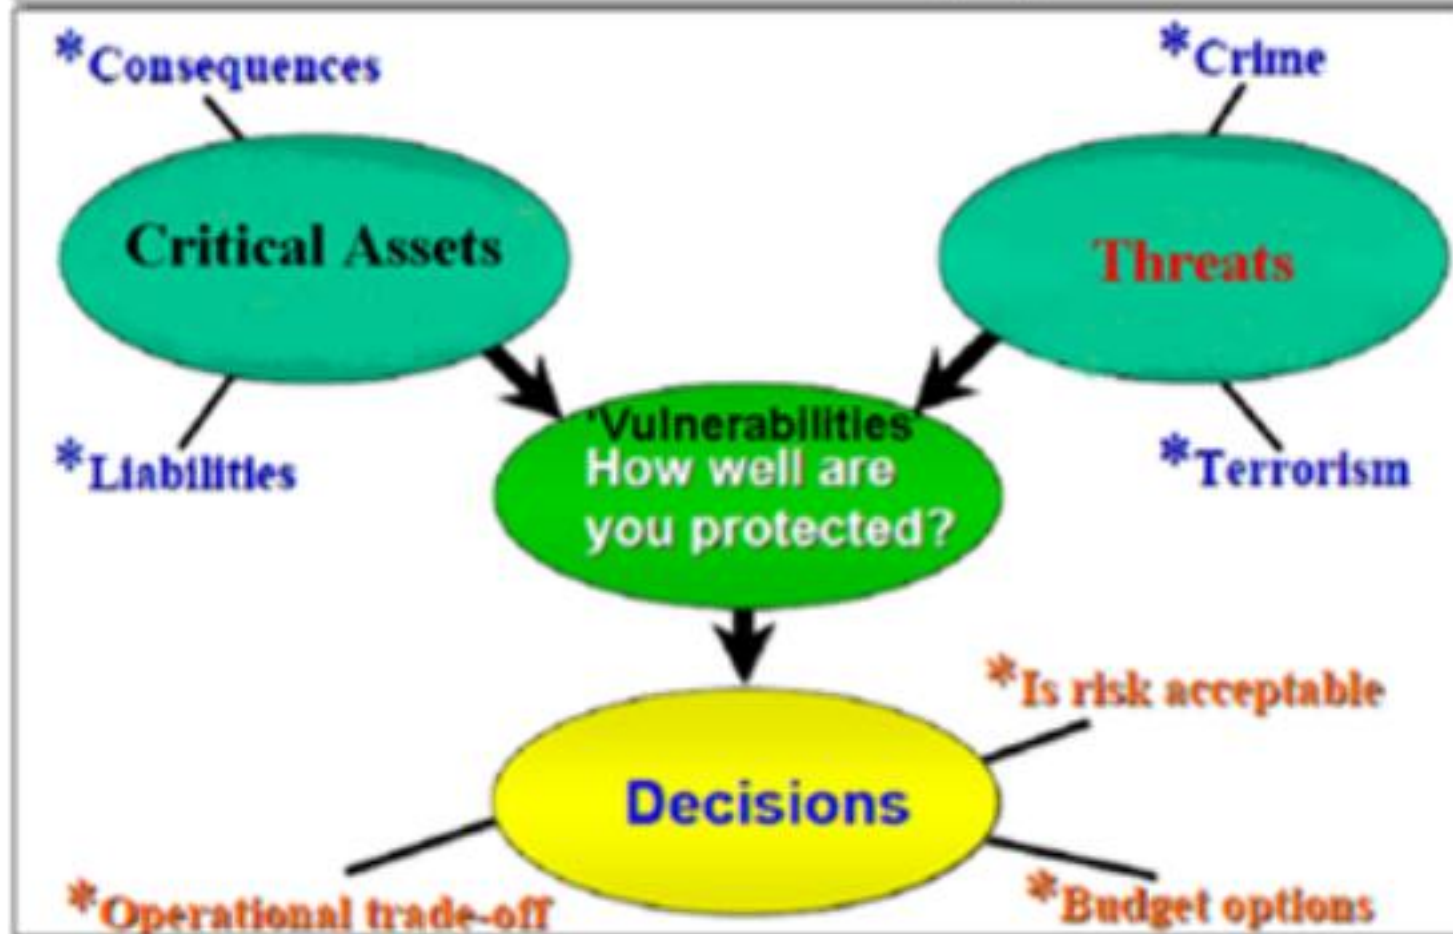 *Consequences
*Crime
Critical Assets
Threats
*Liabilities
*Terrorism
'Vulnerabilities'
How well are
you protected?
*Is risk acceptable
Decisions
*Operational trade-off
*Budget options